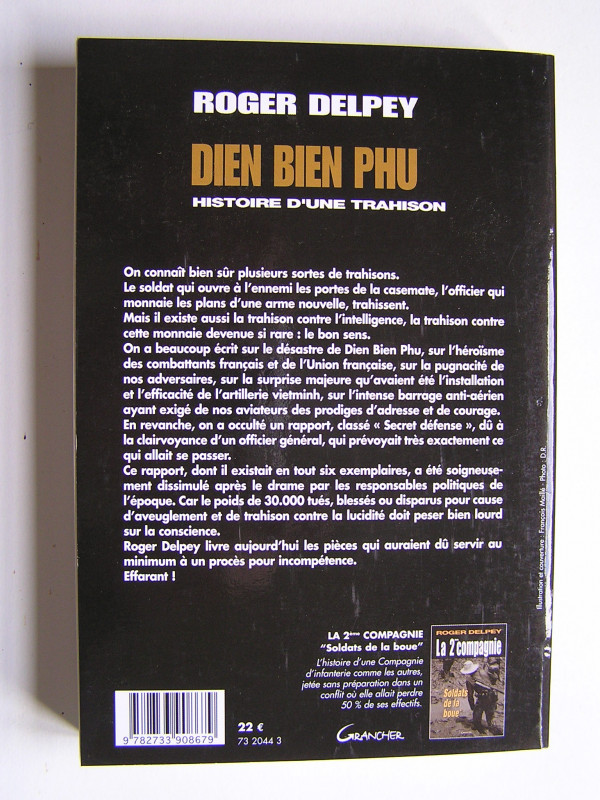 ROGER DELPEY
DIEN BIEN PHU
HISTOIRE D'UNE TRAHISON
On connaît bien sûr plusieurs sortes de trahisons.
Le soldat qui ouvre à l'ennemi les portes de la casemate, l'officier qui
monnaie les plans d'une arme nouvelle, trahissent.
Mais il existe aussi la trahison contre l'intelligence, la trahison contre
cette monnaie devenue si rare : le bon sens.
On a beaucoup écrit sur le désastre de Dien Bien Phu, sur l'héroïsme
des combattants français et de l'Union française, sur la pugnacité de
nos adversaires, sur la surprise majeure qu'avaient été l'installation
et l'efficacité de l'artillerie vietminh, sur l'intense barrage anti-aérien
ayant exigé de nos aviateurs des prodiges d'adresse et de courage.
En revanche, on a occulté un rapport, classé « Secret défense », dû à
la clairvoyance d'un officier général, qui prévoyait très exactement ce
qui allait se passer.
Ce rapport, dont il existait en tout six exemplaires, a été soigneuse-
ment dissimulé après le drame par les responsables politiques de
l'époque. Car le poids de 30.000 tués, blessés ou disparus pour cause
d'aveuglement et de trahison contre la lucidité doit peser bien lourd
sur la conscience.
Roger Delpey livre aujourd'hui les pièces qui auraient dû servir au
minimum à un procès pour incompétence.
Effarant !
Illustration et couverture : François Maillé - Photo : D.R.
LA 2ème COMPAGNIE
"Soldats de la boue"
L'histoire d'une Compagnie
d'infanterie comme les autres,
jetée sans préparation dans un
conflit où elle allait perdre
50 % de ses effectifs.
ROGER DELPEY
La 2me compagnie
Soldats
de la
boue
22 €
73 2044 3
9 782733 908679
GRANCHER